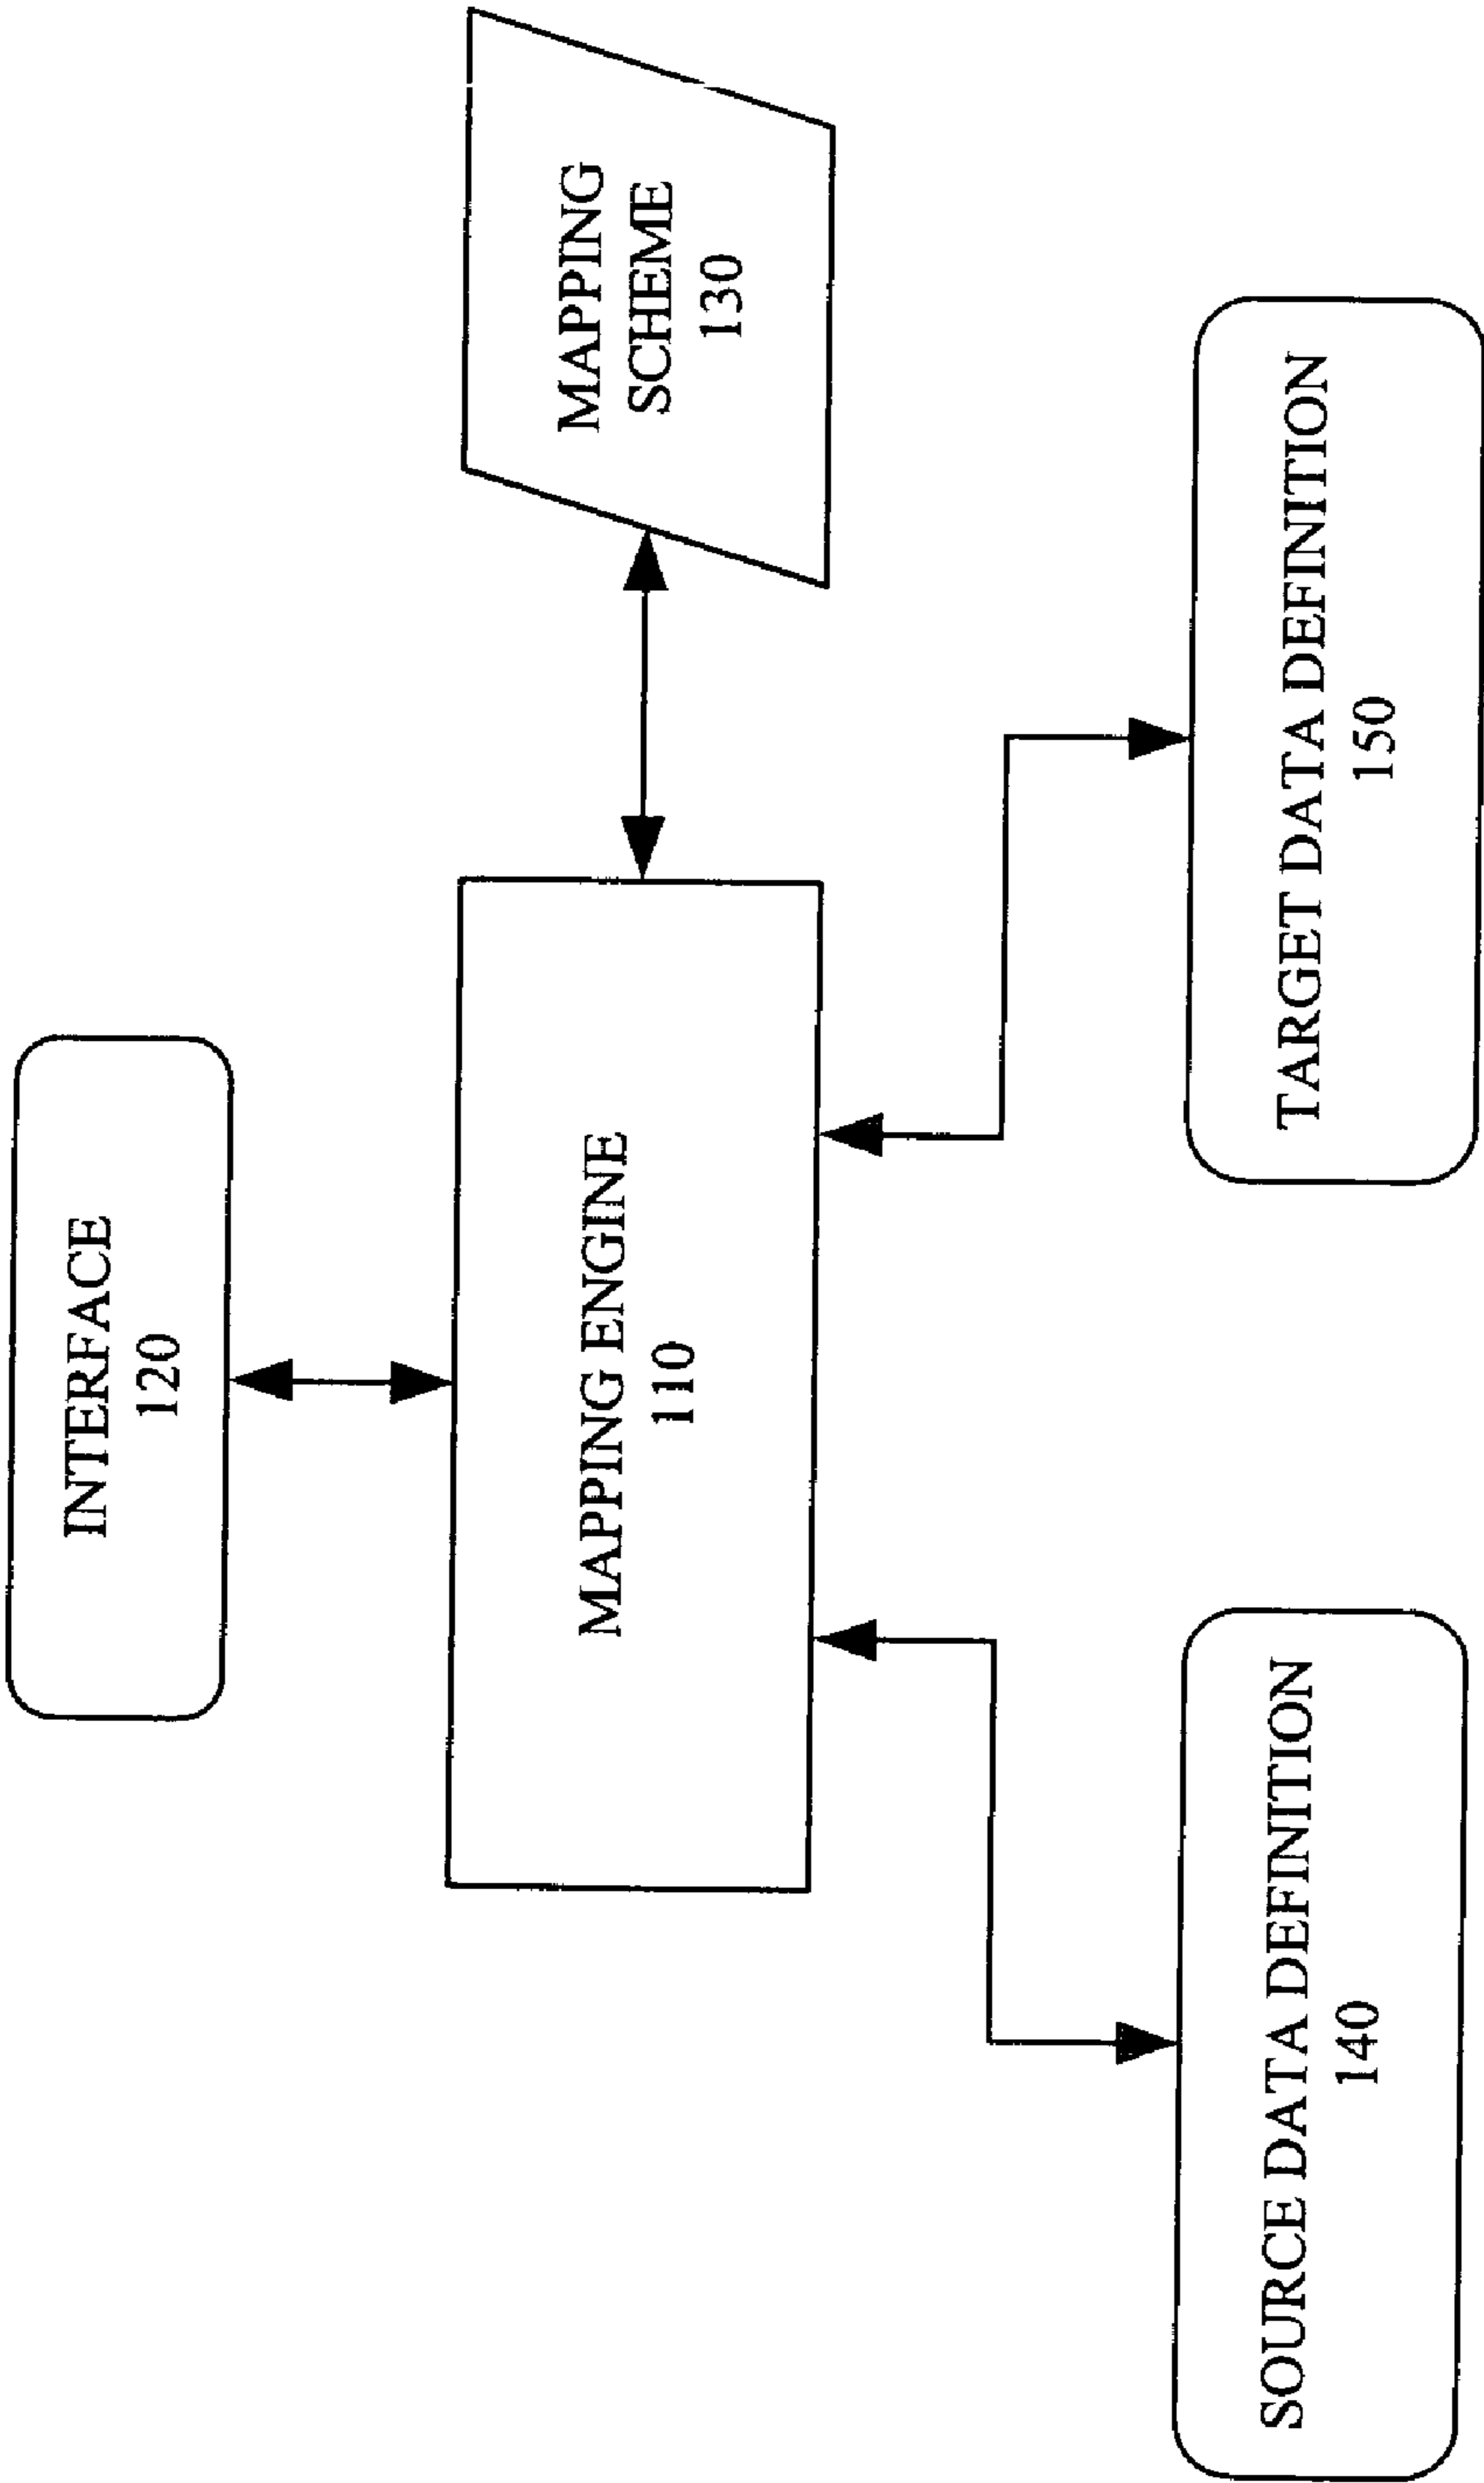 INTERFACE
120
MAPPING ENGINE
110
MAPPING
SCHEME
130
SOURCE DATA DEFINITION
140
TARGET DATA DEFINITION
150